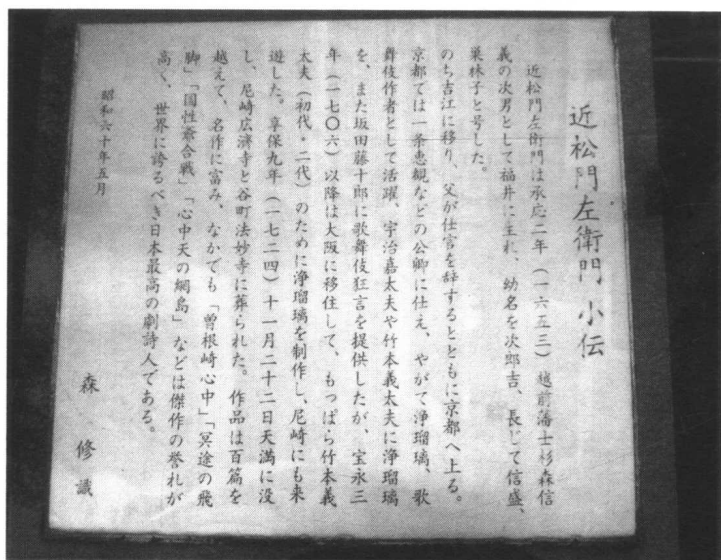 近松門左衛門 小伝
近松門左衛門は承応二年(一六五三)越前藩士杉森信
義の次男として福井に生れ、幼名を次郎吉、長じて信盛、
巣林子と号した。
のち吉江に移り、父が仕官を辞するとともに京都へ上る。
京都では一条恵観などの公卿に仕え、やがて浄瑠璃、歌
舞伎作者として活躍、宇治嘉太夫や竹本義太夫に浄瑠璃
を、また坂田藤十郎に歌舞伎狂言を提供したが、宝永三
年(一七〇六)以降は大阪に移住して、もっぱら竹本義
太夫(初代・二代)のために浄瑠璃を制作し、尼崎にも来
遊した。享保九年(一七二四)十一月二十二日天満に没
し、尼崎広済寺と谷町法妙寺に葬られた。作品は百篇を
越えて、名作に富み、なかでも「曽根崎心中」「冥途の飛
脚」「国性爺合戦」「心中天の網島」などは傑作の誉れが
高く、世界に誇るべき日本最高の劇詩人である。
昭和六十年五月
森 修 識